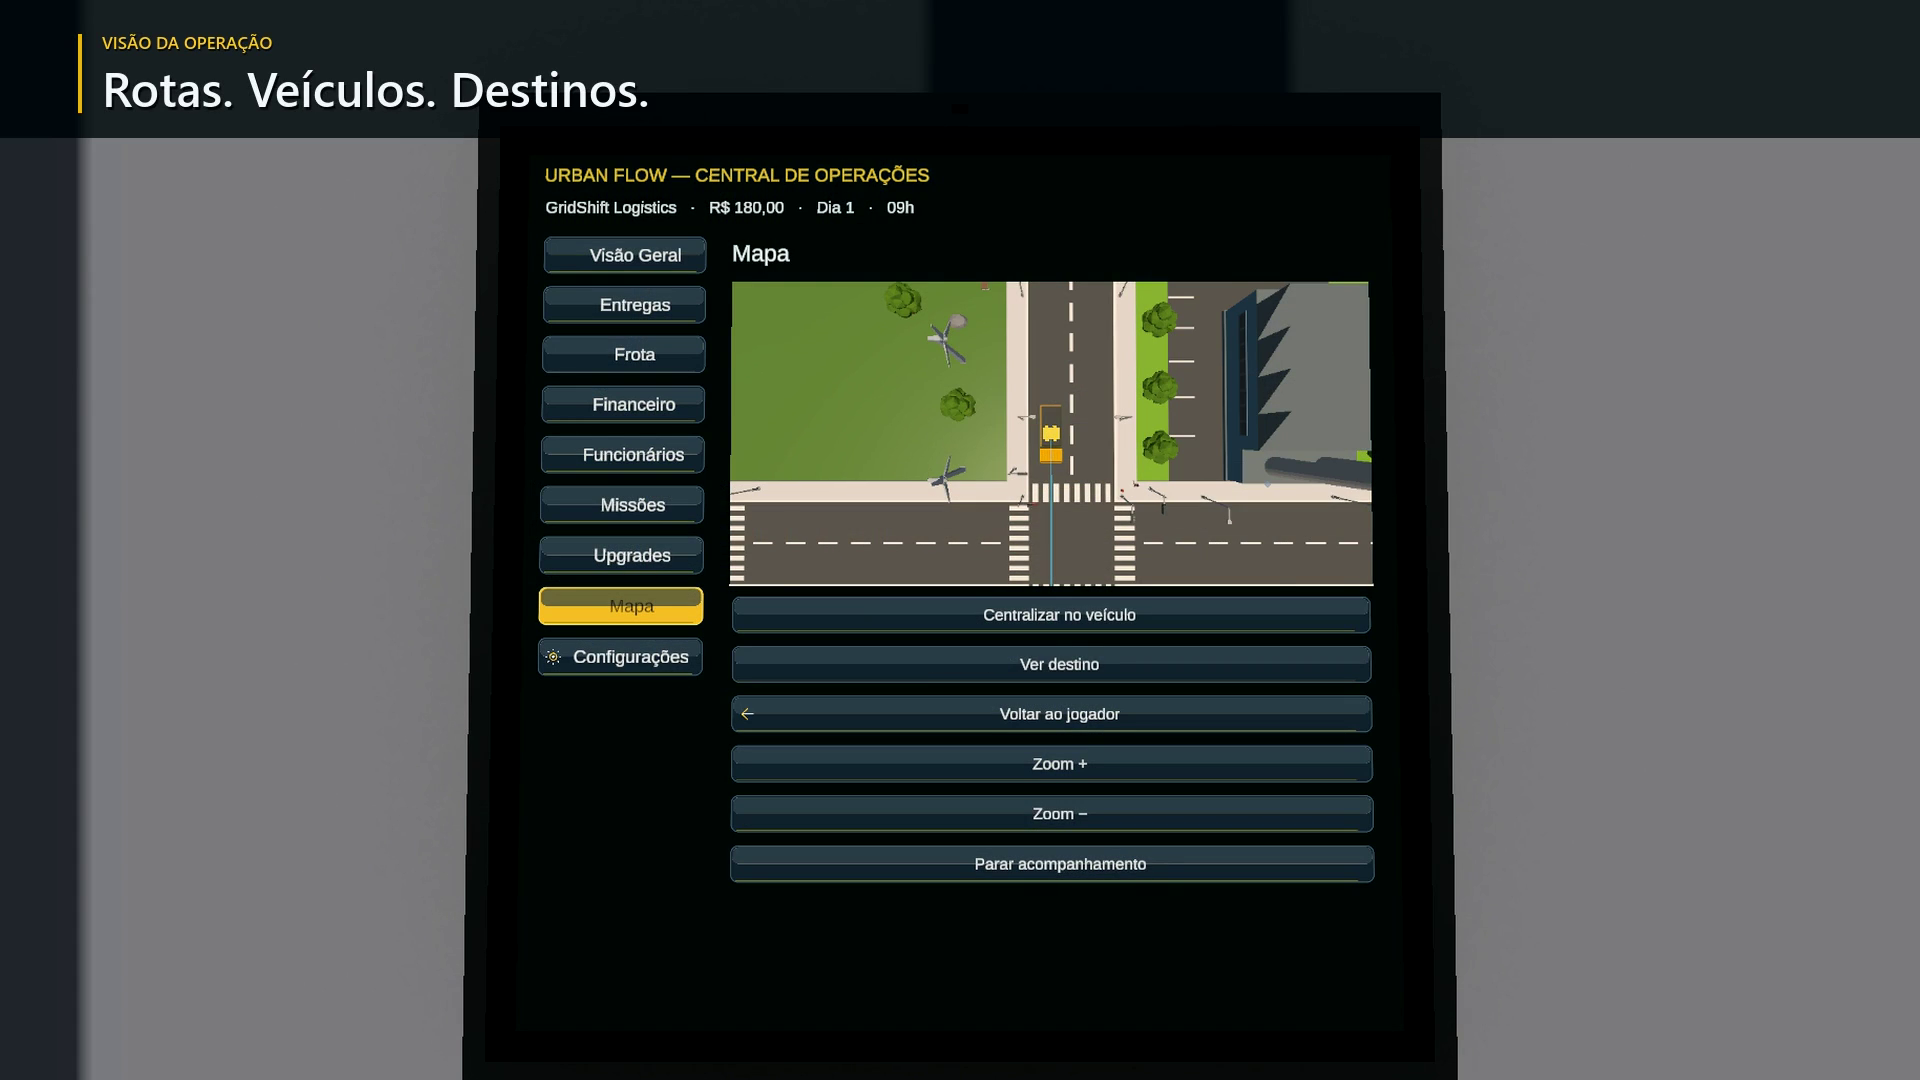 VISÃO DA OPERAÇÃO
Rotas. Veículos. Destinos.
URBAN FLOW — CENTRAL DE OPERAÇÕES
GridShift Logistics · R$ 180,00 · Dia 1 · 09h
Visão Geral
Entregas
Frota
Financeiro
Funcionários
Missões
Upgrades
Mapa
Configurações
Mapa
Centralizar no veículo
Ver destino
Voltar ao jogador
Zoom +
Zoom −
Parar acompanhamento